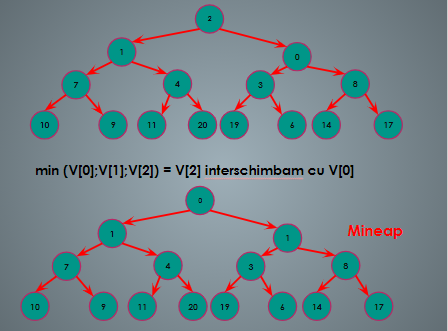 2
1 0
7 4 3 8
10 9 11 20 19 6 14 17
min (V[0];V[1];V[2]) = V[2] interschimbam cu V[0]
0
Mineap
1 1
7 4 3 8
10 9 11 20 19 6 14 17